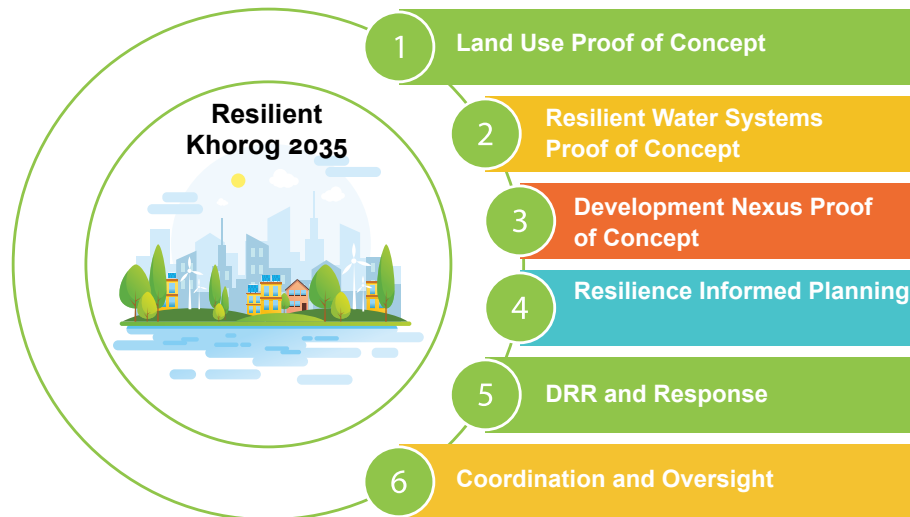 Resilient
Khorog 2035
1
Land Use Proof of Concept
2
Resilient Water Systems
Proof of Concept
3
Development Nexus Proof
of Concept
4
Resilience Informed Planning
5
DRR and Response
6
Coordination and Oversight